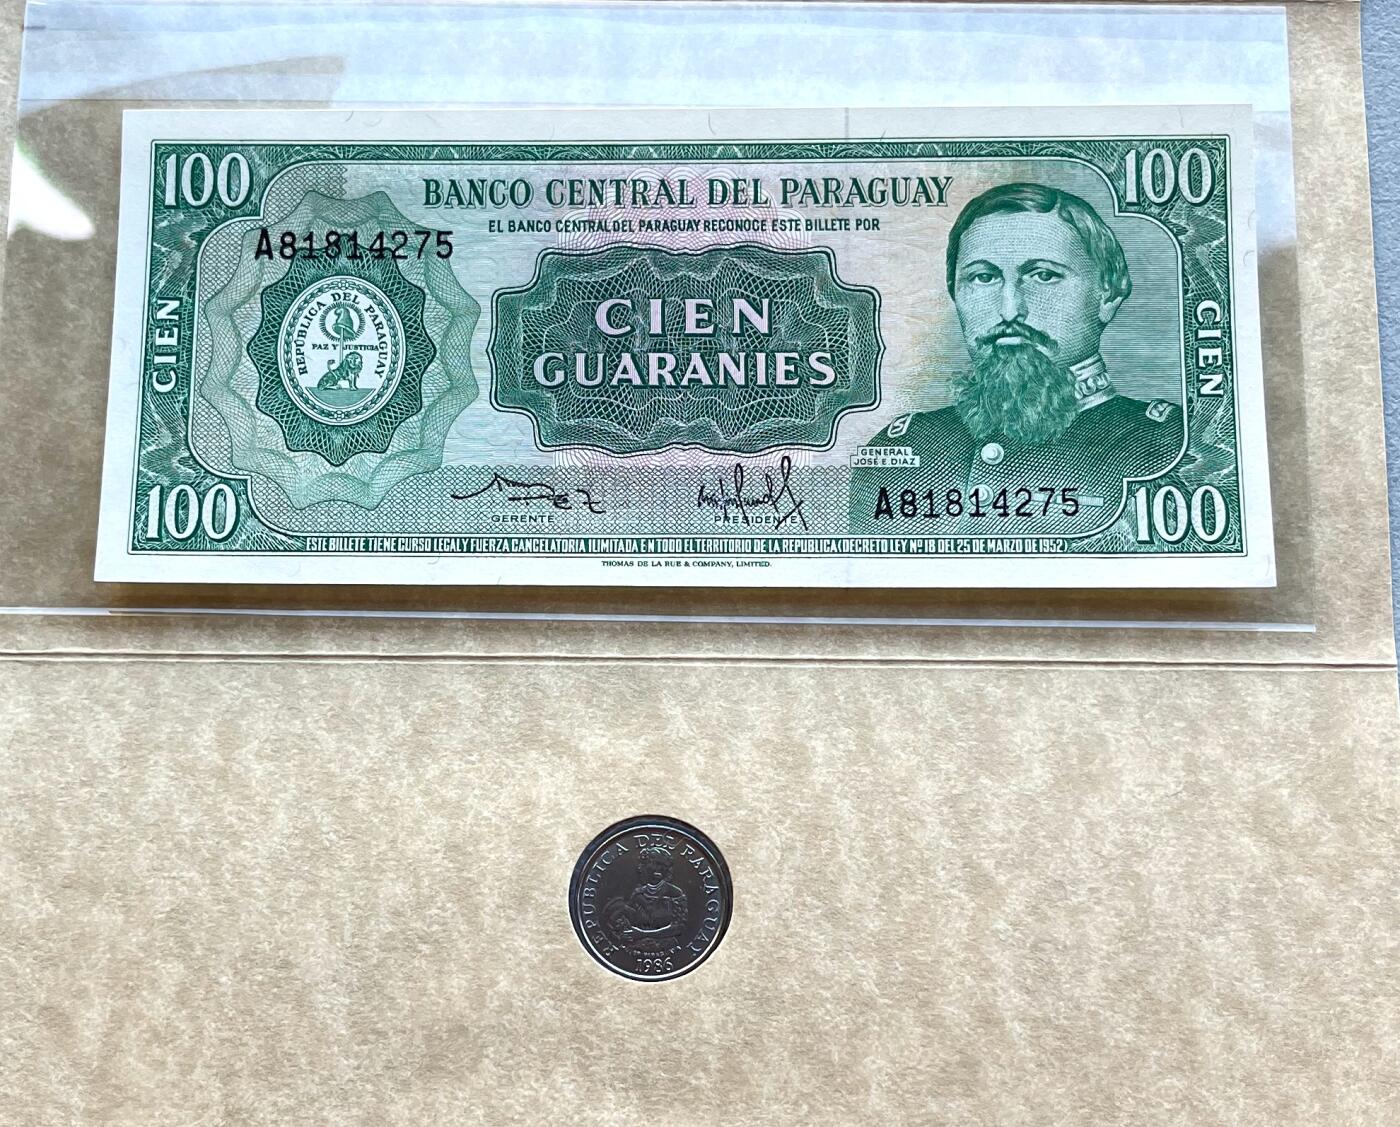 100
100
BANCO CENTRAL DEL PARAGUAY
EL BANCO CENTRAL DEL PARAGUAY RECONOCE ESTE BILLETE POR
A81814275
REPÚBLICA DEL PARAGUAY
PAZ Y JUSTICIA
CIEN
CIEN
GUARANIES
CIEN
CIEN
GENERAL
JOSE E. DIAZ
A81814275
100
GERENTE
PRESIDENTE
100
ESTE BILLETE TIENE CURSO LEGAL Y FUERZA CANCELATORIA ILIMITADA EN TODO EL TERRITORIO DE LA REPUBLICA (DECRETO LEY Nº 18 DEL 25 DE MARZO DE 1952)
THOMAS DE LA RUE & COMPANY, LIMITED.
REPUBLICA DEL PARAGUAY
1986